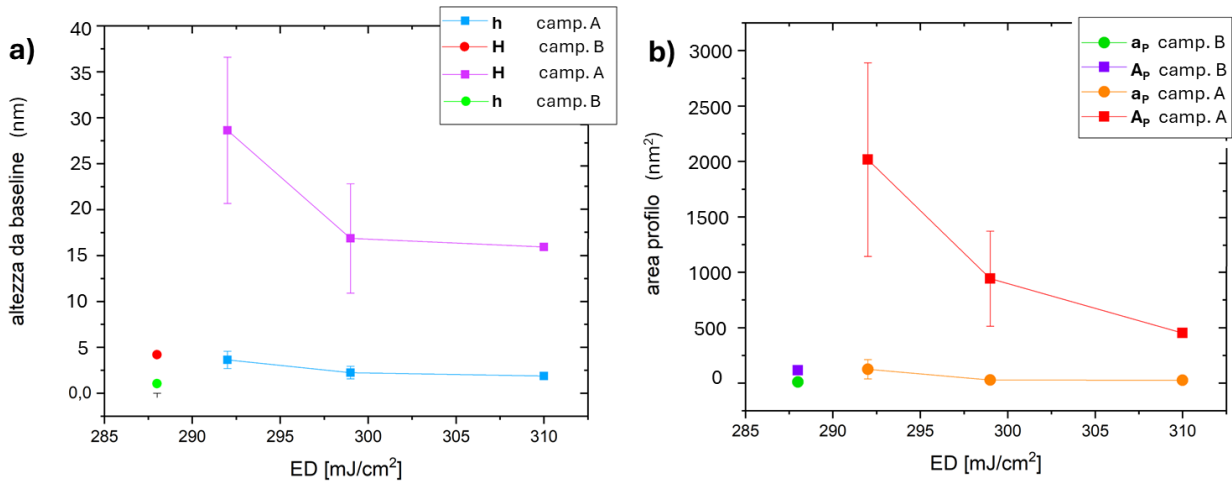 a)
altezza da baseline (nm)
40
35
30
25
20
15
10
5
0,0
285
290
295
300
305
310
ED [mJ/cm²]
h camp. A
H camp. B
H camp. A
h camp. B
b)
area profilo (nm²)
3000
2500
2000
1500
1000
500
0
285
290
295
300
305
310
ED [mJ/cm²]
aP camp. B
AP camp. B
aP camp. A
AP camp. A